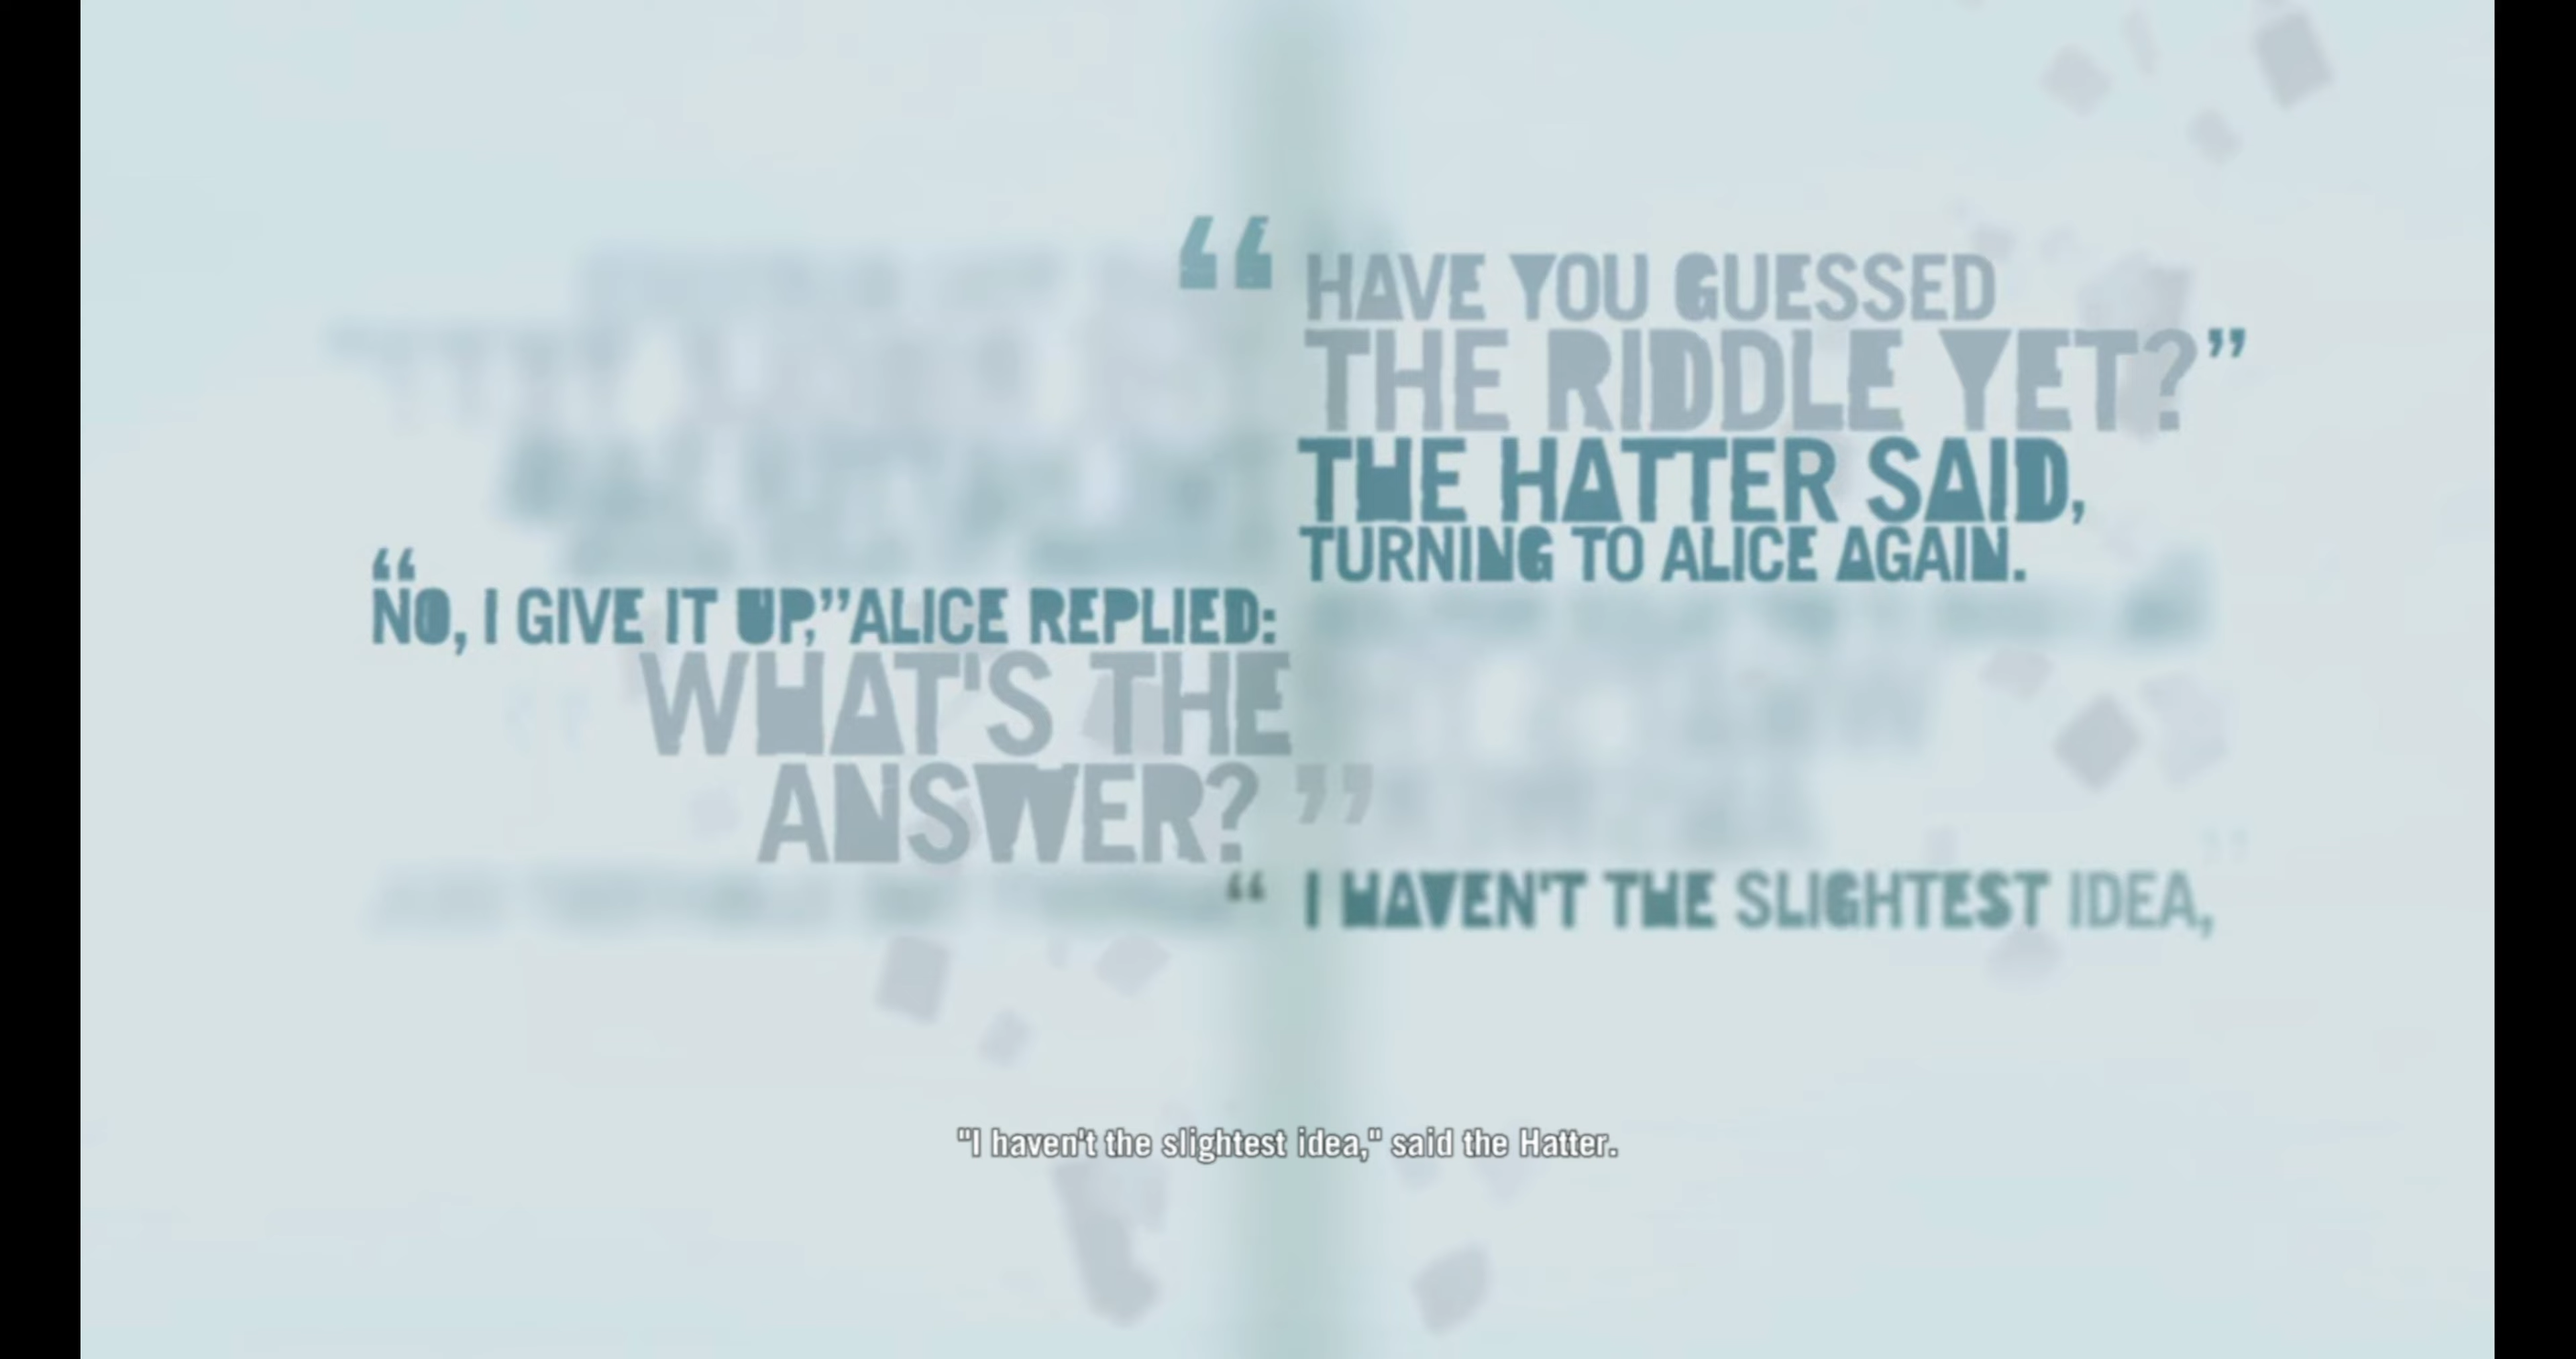 “ HAVE YOU GUESSED
THE RIDDLE YET?”
THE HATTER SAID,
TURNING TO ALICE AGAIN.
“NO, I GIVE IT UP,” ALICE REPLIED:
WHAT'S THE
ANSWER? ”
“ I HAVEN'T THE SLIGHTEST IDEA,
"I haven't the slightest idea," said the Hatter.